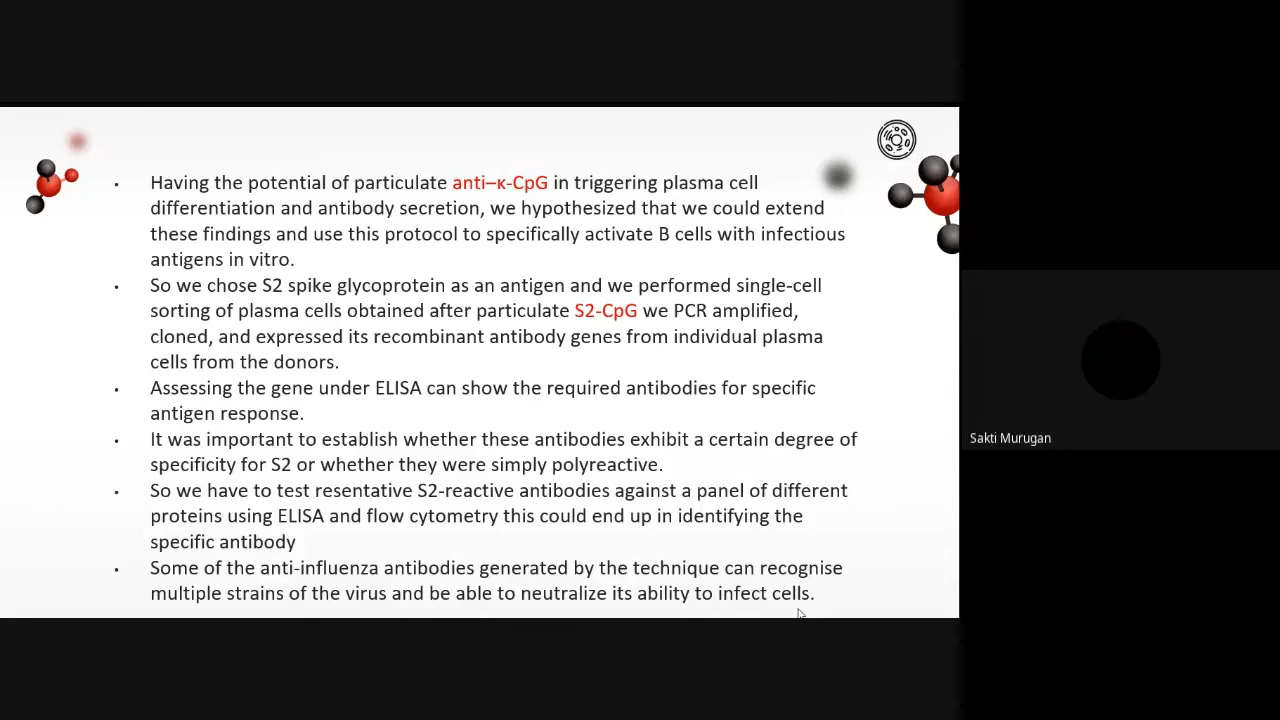 Having the potential of particulate anti–κ-CpG in triggering plasma cell
differentiation and antibody secretion, we hypothesized that we could extend
these findings and use this protocol to specifically activate B cells with infectious
antigens in vitro.
So we chose S2 spike glycoprotein as an antigen and we performed single-cell
sorting of plasma cells obtained after particulate S2-CpG we PCR amplified,
cloned, and expressed its recombinant antibody genes from individual plasma
cells from the donors.
Assessing the gene under ELISA can show the required antibodies for specific
antigen response.
It was important to establish whether these antibodies exhibit a certain degree of
specificity for S2 or whether they were simply polyreactive.
So we have to test resentative S2-reactive antibodies against a panel of different
proteins using ELISA and flow cytometry this could end up in identifying the
specific antibody
Some of the anti-influenza antibodies generated by the technique can recognise
multiple strains of the virus and be able to neutralize its ability to infect cells.
Sakti Murugan